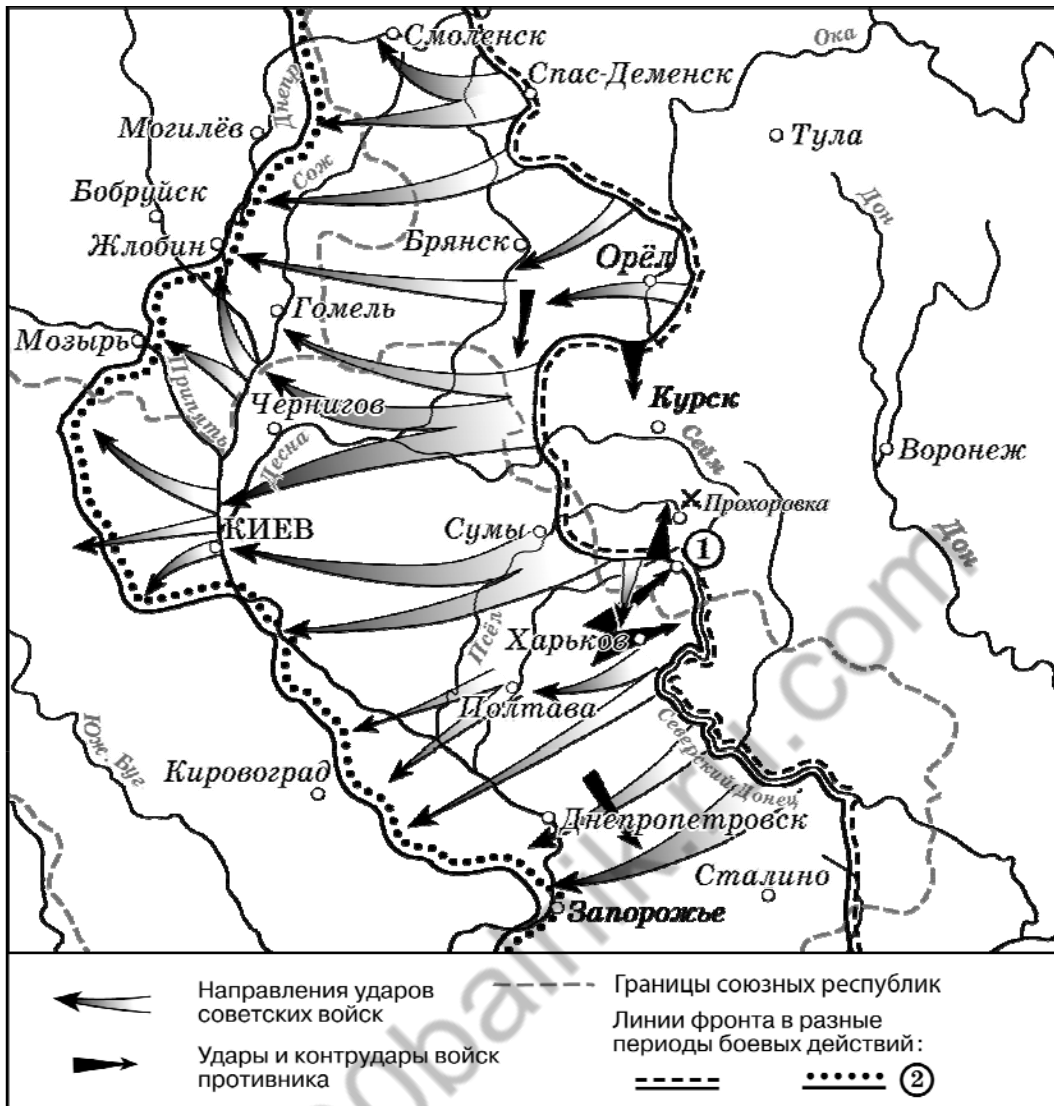 Смоленск
Ока
Спас-Деменск
Днепр
Могилёв
Тула
Сож
Бобруйск
Дон
Жлобин
Брянск
Орёл
Гомель
Мозырь
Припять
Чернигов
Курск
Десна
Сейм
Воронеж
Прохоровка
КИЕВ
Сумы
1
Дон
Псёл
Харьков
Полтава
Северский Донец
Юж. Буг
Кировоград
Днепропетровск
Сталино
Запорожье
Направления ударов
советских войск
Удары и контрудары войск
противника
Границы союзных республик
Линии фронта в разные
периоды боевых действий:
2